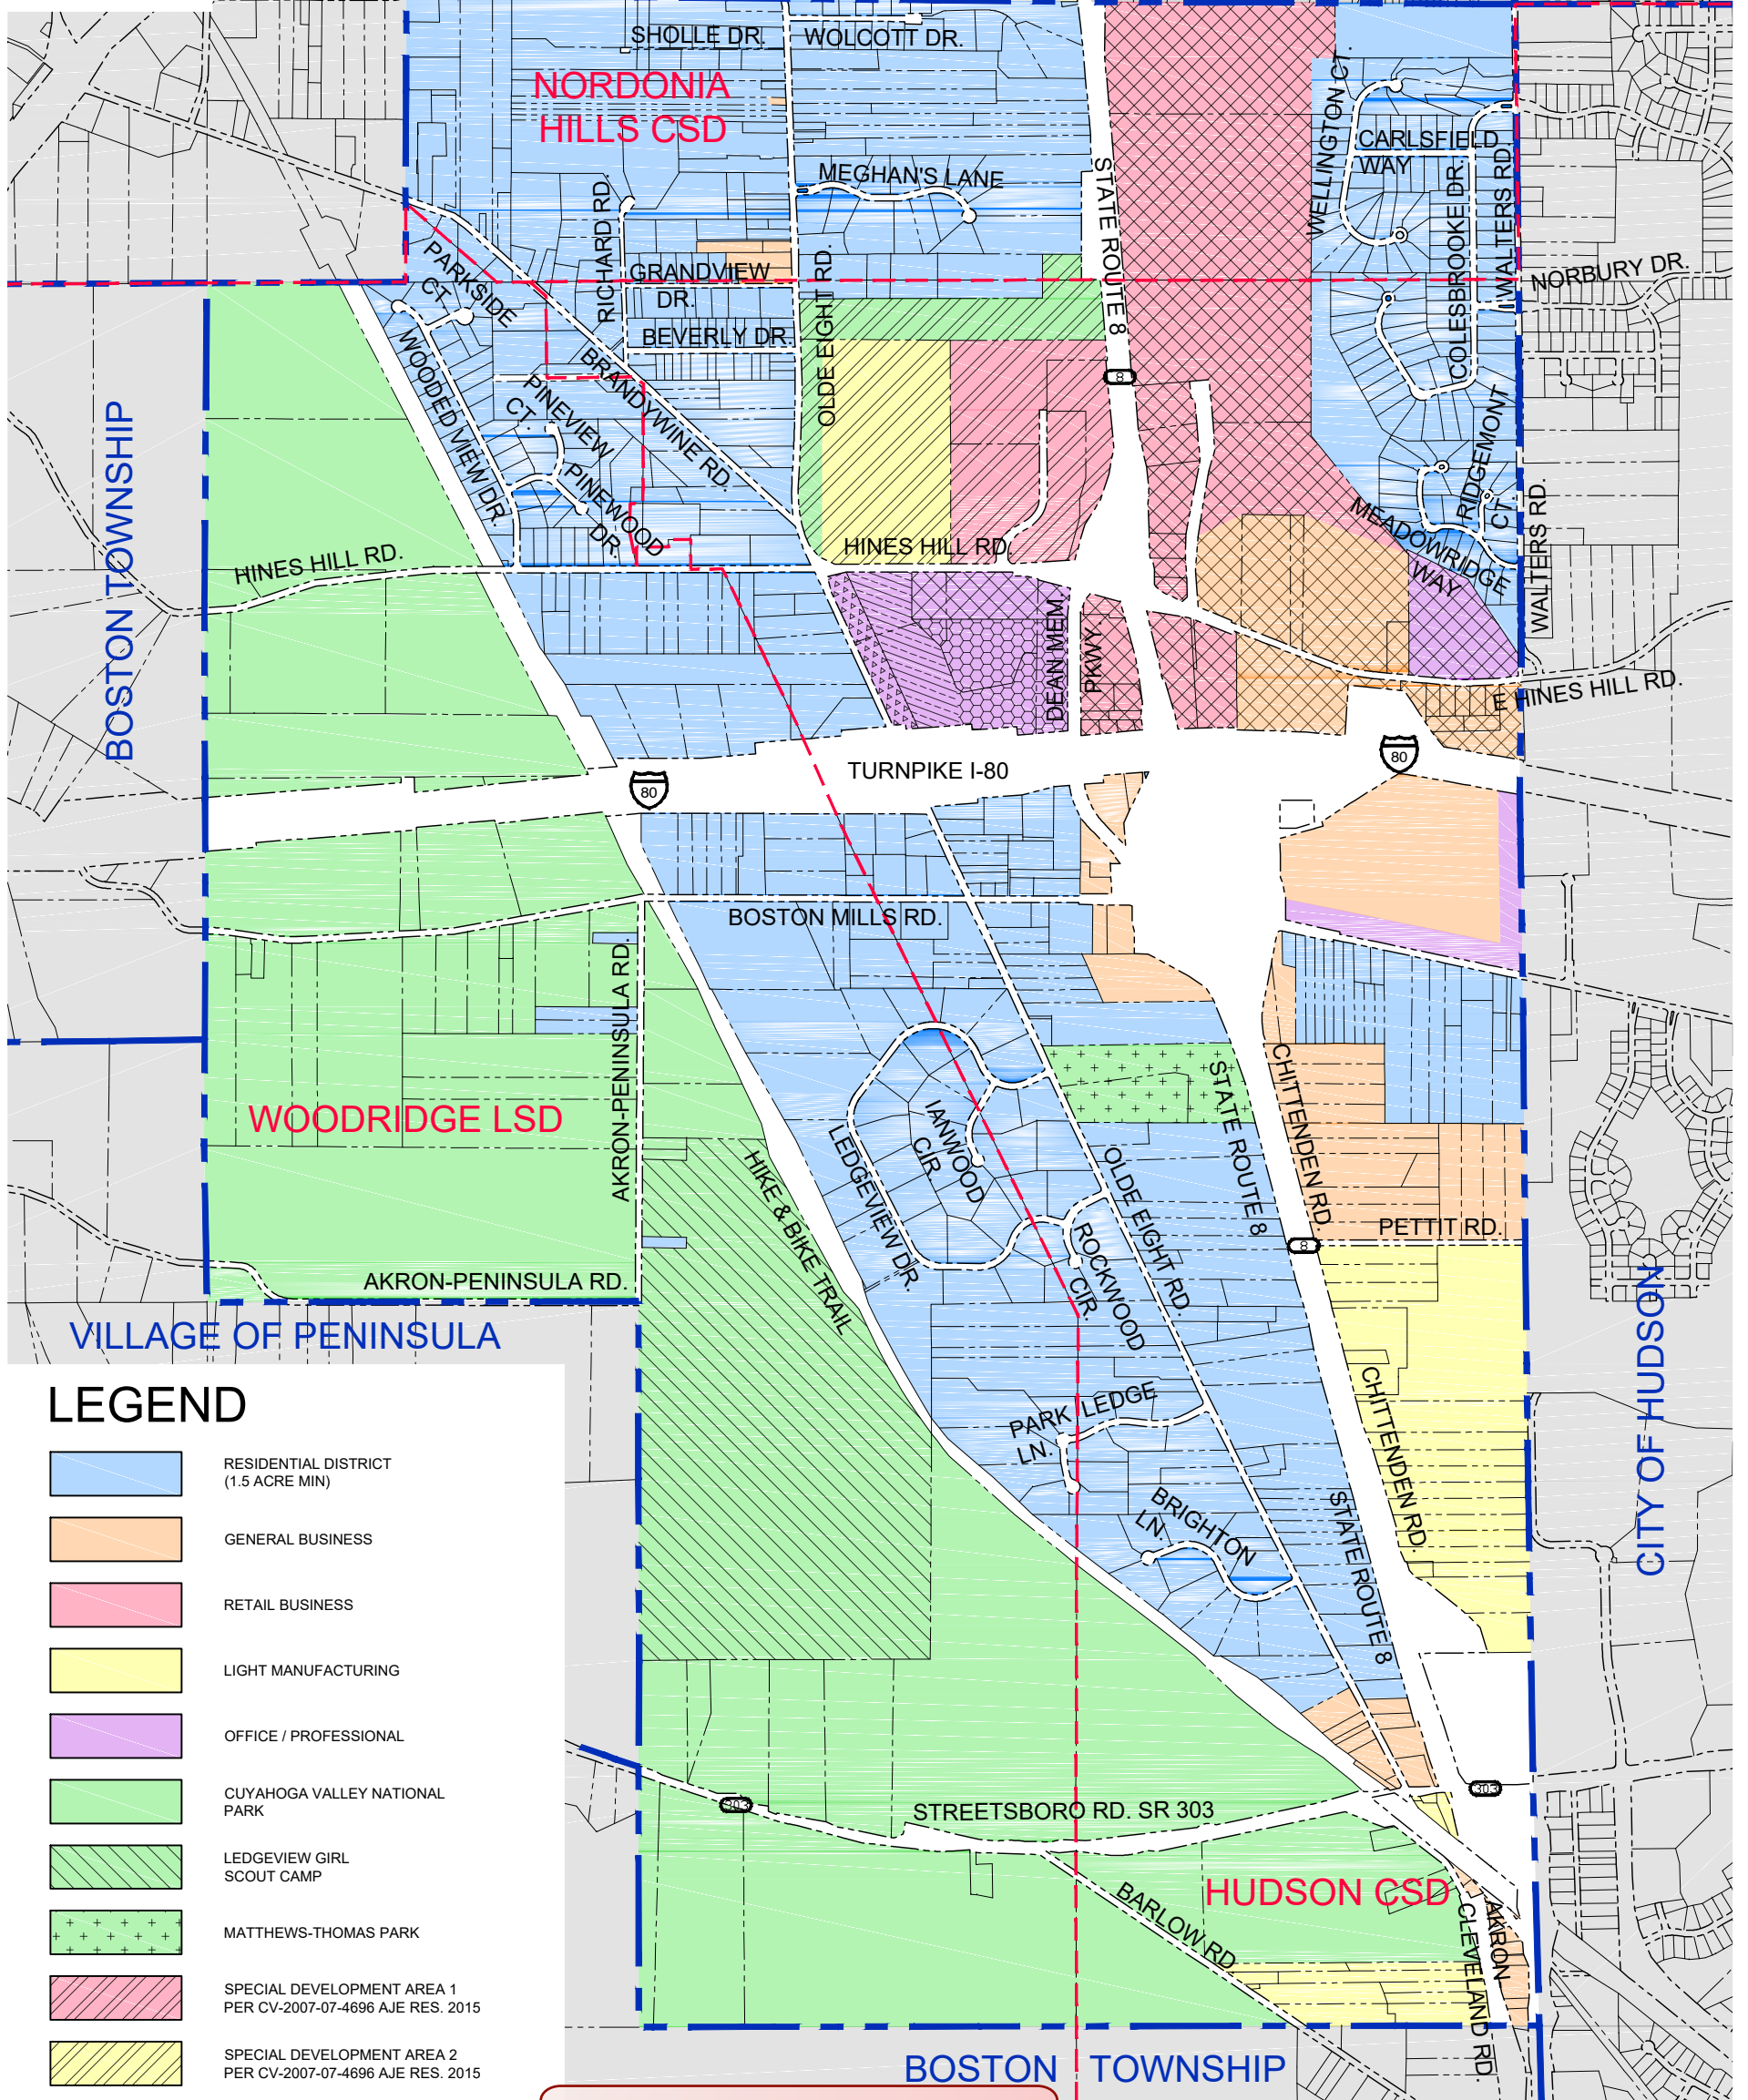 SHOLLE DR.
WOLCOTT DR.
NORDONIA
HILLS CSD
WELLINGTON CT.
CARLSFIELD
WAY
MEGHAN'S LANE
STATE ROUTE 8
COLESBROOKE DR.
WALTERS RD.
RICHARD RD.
PARKSIDE
CT.
GRANDVIEW
DR.
OLDE EIGHT RD.
NORBURY DR.
BEVERLY DR.
WOODED VIEW DR.
BRANDYWINE RD.
8
PINEVIEW
CT.
RIDGEMONT
CT
PINEWOOD
DR.
BOSTON TOWNSHIP
HINES HILL RD.
HINES HILL RD.
MEADOWRIDGE
WAY
WALTERS RD.
DEAN MEM.
PKWY.
E HINES HILL RD.
TURNPIKE I-80
80
80
BOSTON MILLS RD.
AKRON-PENINSULA RD.
WOODRIDGE LSD
STATE ROUTE 8
CHITTENDEN RD.
IANWOOD
CIR.
LEDGEVIEW DR.
HIKE & BIKE TRAIL
OLDE EIGHT RD.
ROCKWOOD
CIR.
PETTIT RD.
8
AKRON-PENINSULA RD.
VILLAGE OF PENINSULA
CITY OF HUDSON
PARK LEDGE
LN.
CHITTENDEN RD.
BRIGHTON
LN.
STATE ROUTE 8
303
303
STREETSBORO RD. SR 303
HUDSON CSD
BARLOW RD.
AKRON
CLEVELAND RD.
BOSTON TOWNSHIP
LEGEND
RESIDENTIAL DISTRICT
(1.5 ACRE MIN)
GENERAL BUSINESS
RETAIL BUSINESS
LIGHT MANUFACTURING
OFFICE / PROFESSIONAL
CUYAHOGA VALLEY NATIONAL
PARK
LEDGEVIEW GIRL
SCOUT CAMP
MATTHEWS-THOMAS PARK
SPECIAL DEVELOPMENT AREA 1
PER CV-2007-07-4696 AJE RES. 2015
SPECIAL DEVELOPMENT AREA 2
PER CV-2007-07-4696 AJE RES. 2015